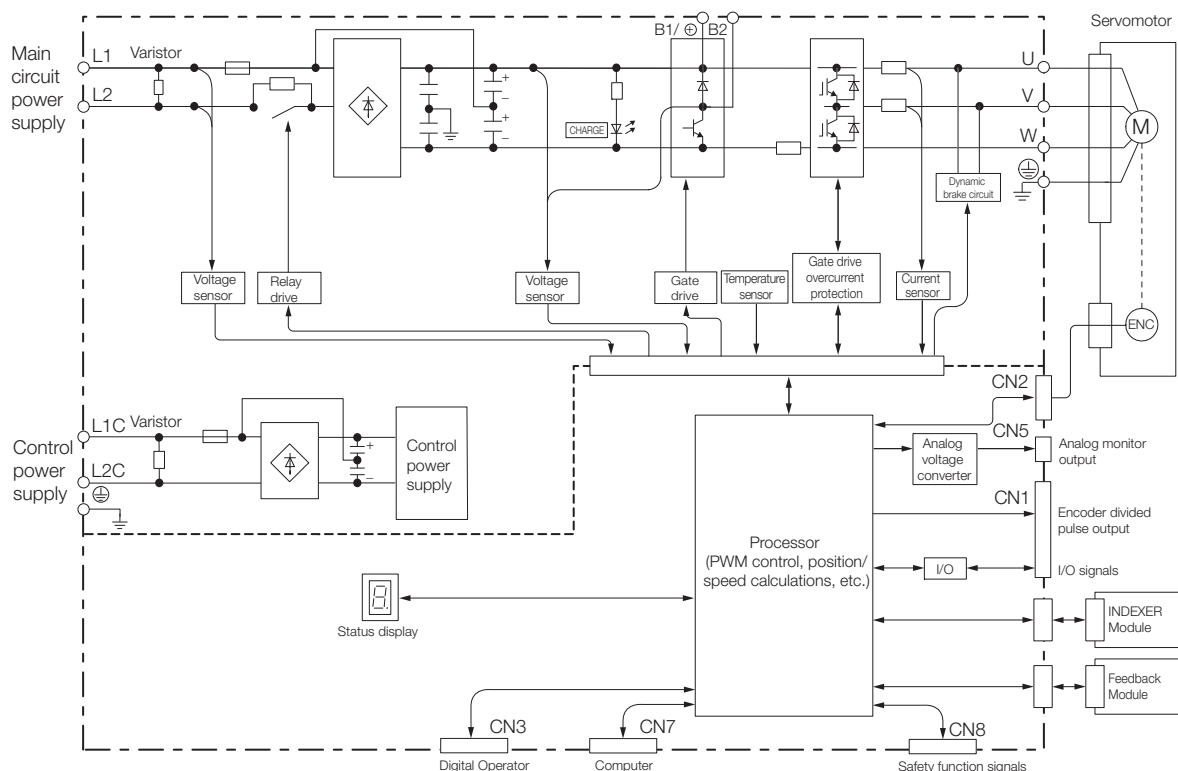 B1/⊕ B2
Servomotor
Main
circuit
power
supply
L1
Varistor
L2
+
−
+
−
CHARGE
U
V
W
M
Dynamic
brake circuit
Voltage
sensor
Relay
drive
Voltage
sensor
Gate
drive
Temperature
sensor
Gate drive
overcurrent
protection
Current
sensor
ENC
CN2
L1C
Varistor
Control
power
supply
L2C
+
−
Control
power
supply
CN5
Analog
voltage
converter
Analog monitor
output
CN1
Encoder divided
pulse output
Processor
(PWM control, position/
speed calculations, etc.)
I/O
I/O signals
8.
Status display
INDEXER
Module
Feedback
Module
CN3
CN7
CN8
Digital Operator
Computer
Safety function signals